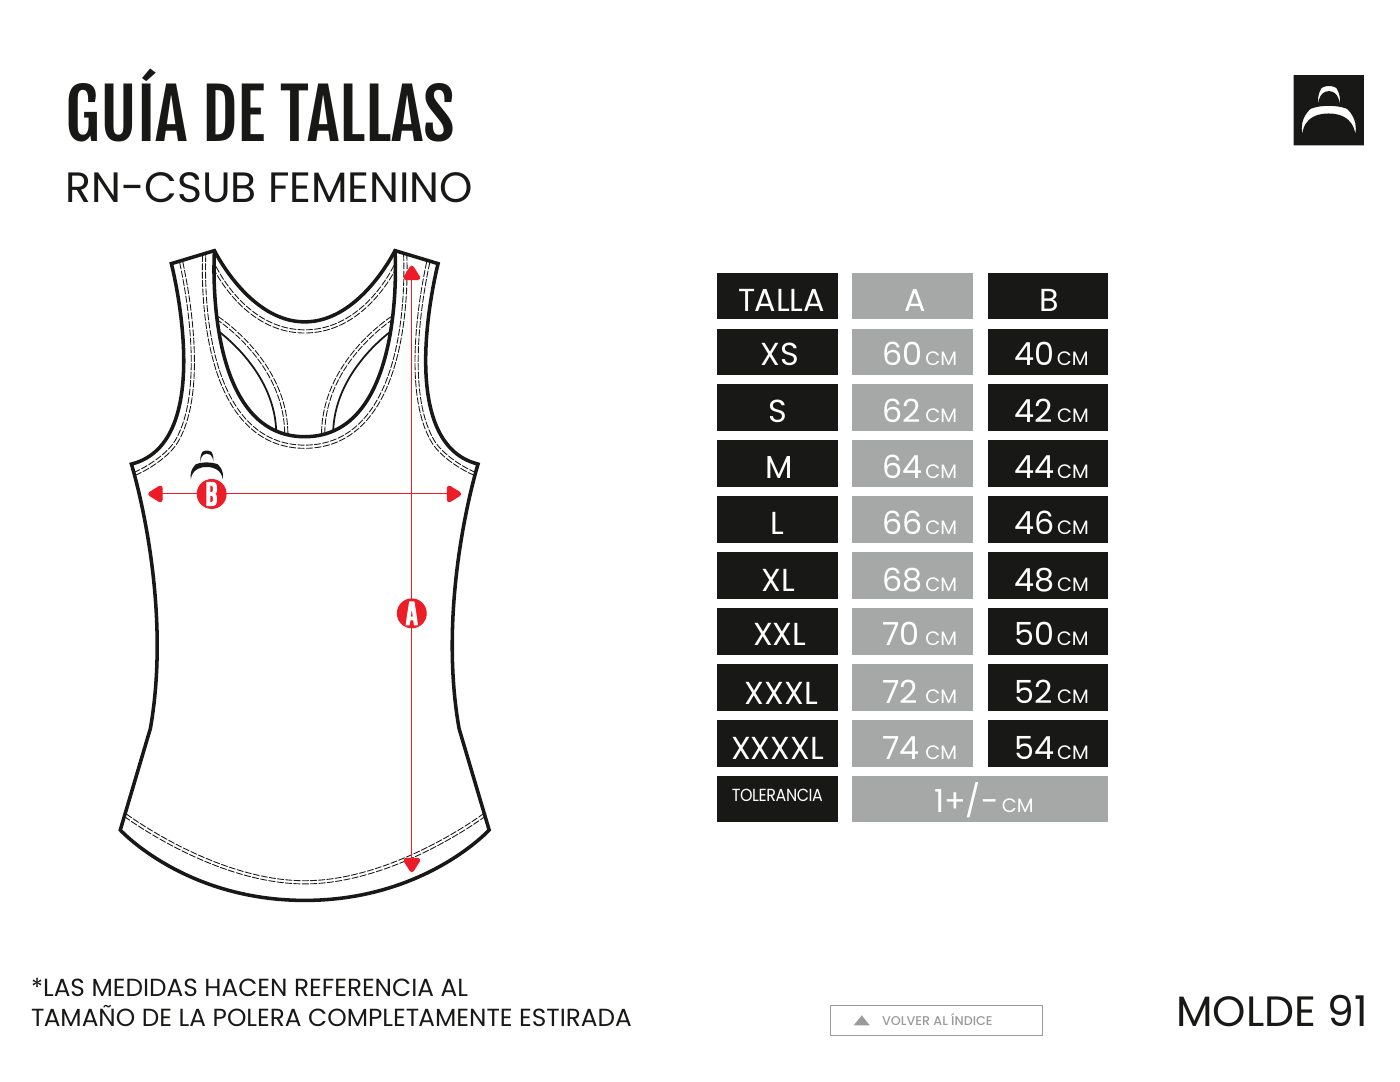 GUÍA DE TALLAS
RN-CSUB FEMENINO
TALLA A B
XS 60 CM 40 CM
S 62 CM 42 CM
M 64 CM 44 CM
L 66 CM 46 CM
XL 68 CM 48 CM
XXL 70 CM 50 CM
XXXL 72 CM 52 CM
XXXXL 74 CM 54 CM
TOLERANCIA 1+/- CM
B
A
*LAS MEDIDAS HACEN REFERENCIA AL
TAMAÑO DE LA POLERA COMPLETAMENTE ESTIRADA
VOLVER AL ÍNDICE
MOLDE 91